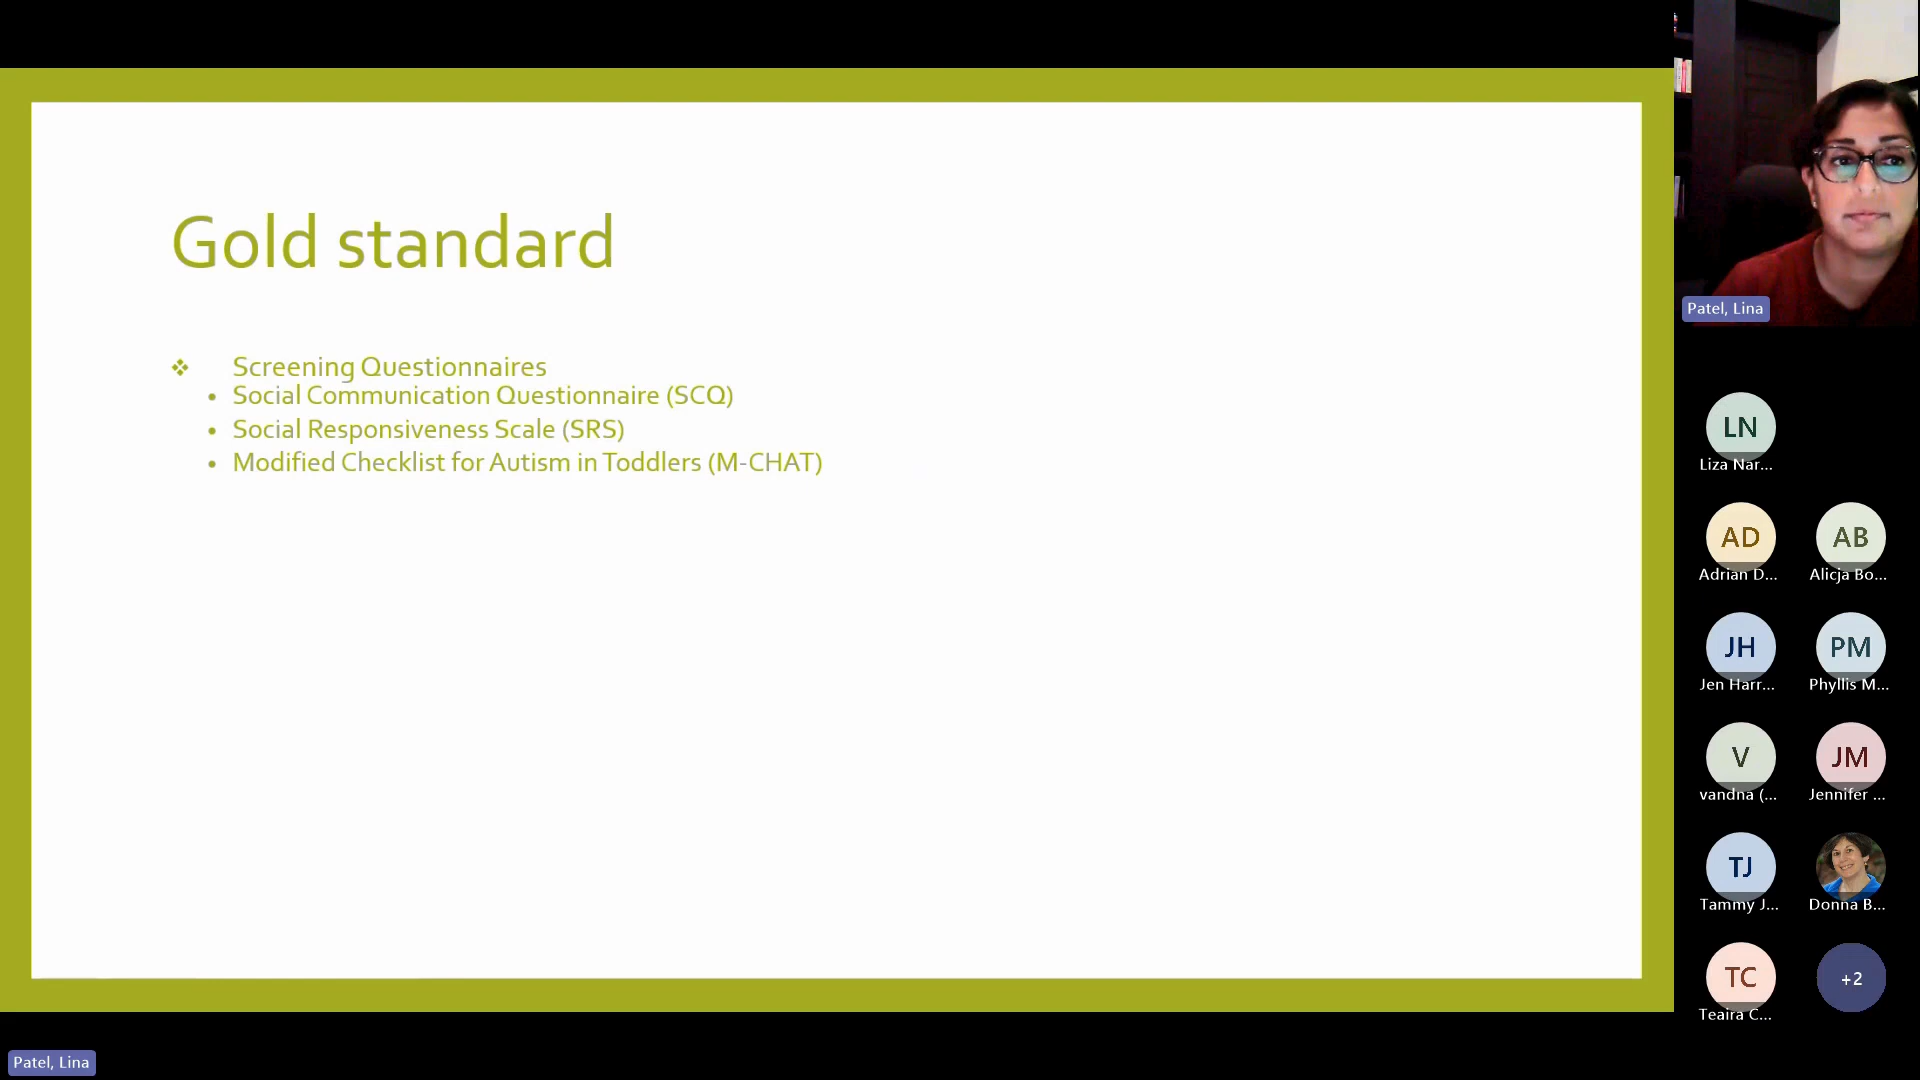 Gold standard
❖ Screening Questionnaires
• Social Communication Questionnaire (SCQ)
• Social Responsiveness Scale (SRS)
• Modified Checklist for Autism in Toddlers (M-CHAT)
Patel, Lina
LN
Liza Nar...
AD
Adrian D...
AB
Alicja Bo...
JH
Jen Harr...
PM
Phyllis M...
V
vandna (...
JM
Jennifer ...
TJ
Tammy J...
Donna B...
TC
Teaira C...
+2
Patel, Lina